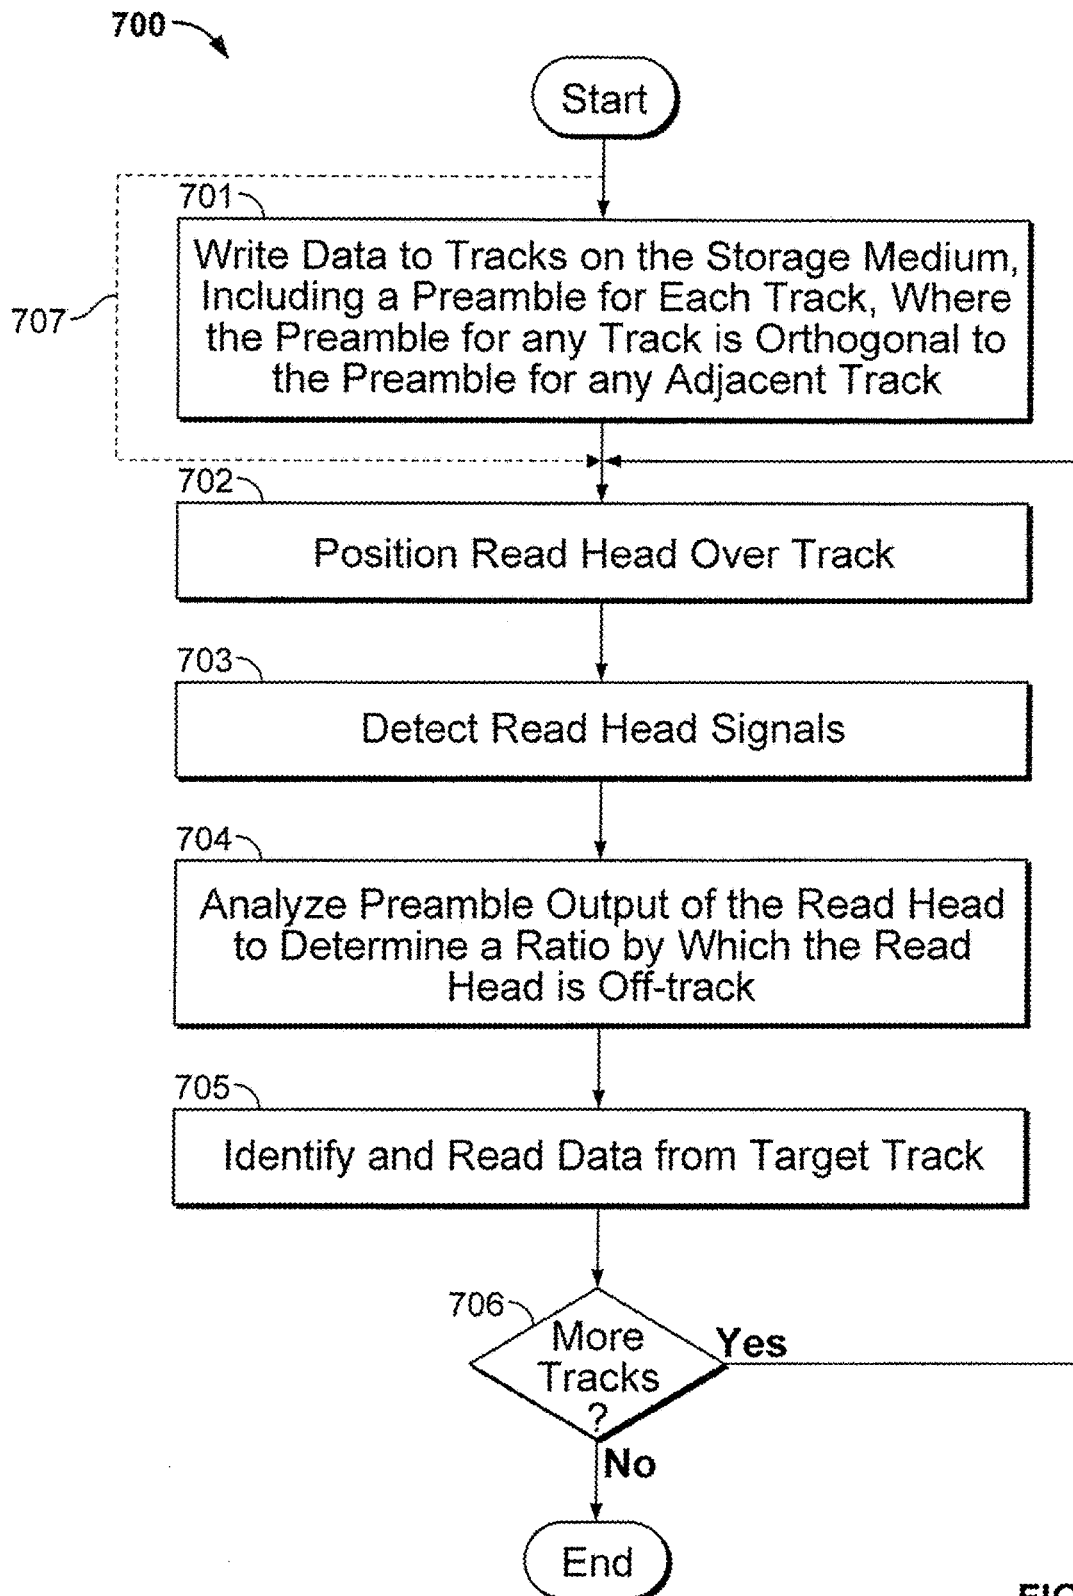 700
Start
701
Write Data to Tracks on the Storage Medium,
Including a Preamble for Each Track, Where
the Preamble for any Track is Orthogonal to
the Preamble for any Adjacent Track
707
702
Position Read Head Over Track
703
Detect Read Head Signals
704
Analyze Preamble Output of the Read Head
to Determine a Ratio by Which the Read
Head is Off-track
705
Identify and Read Data from Target Track
706
More
Tracks
?
Yes
No
End
FIG